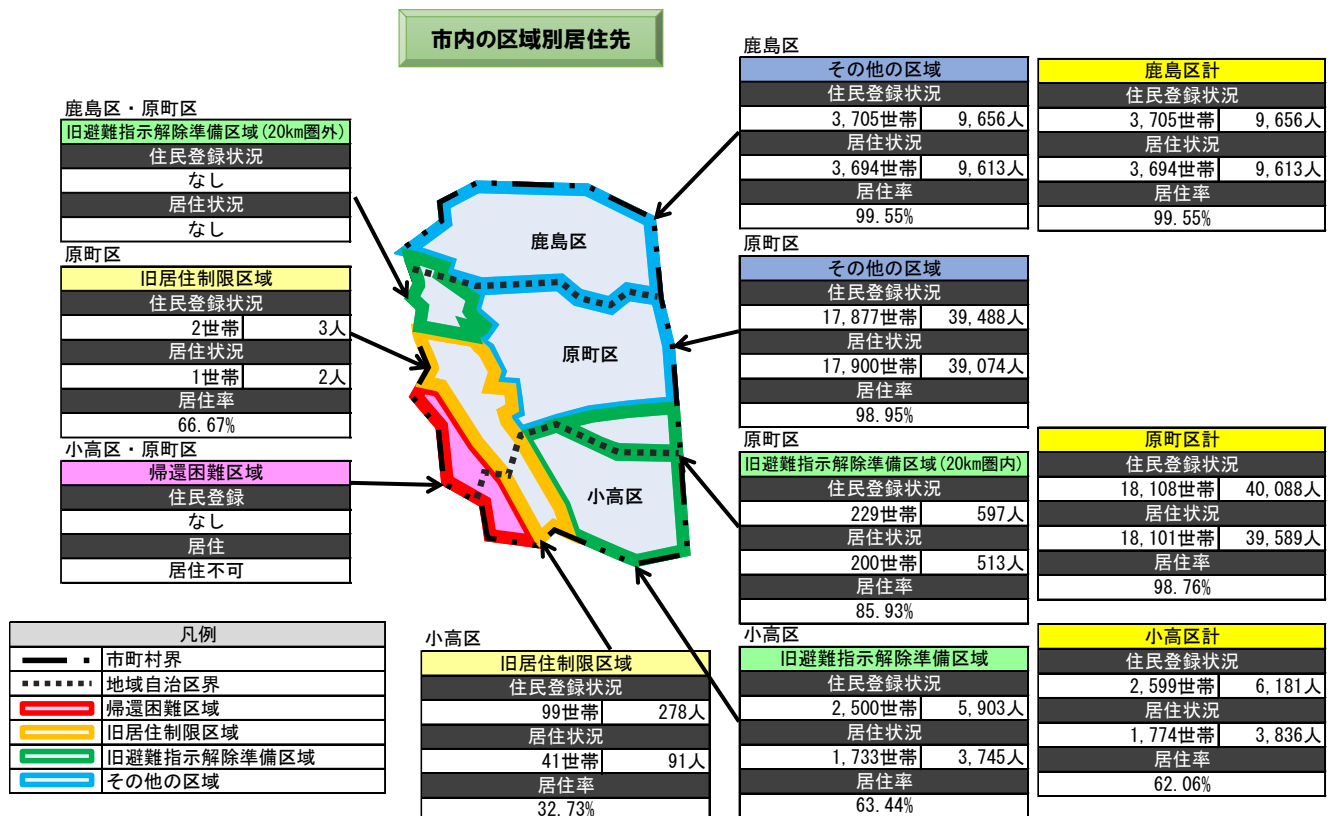 市内の区域別居住先
鹿島区・原町区
旧避難指示解除準備区域(20km圏外)
住民登録状況
なし
居住状況
なし
原町区
旧居住制限区域
住民登録状況
2世帯 3人
居住状況
1世帯 2人
居住率
66.67%
小高区・原町区
帰還困難区域
住民登録
なし
居住
居住不可
鹿島区
原町区
小高区
鹿島区
その他の区域
住民登録状況
3,705世帯 9,656人
居住状況
3,694世帯 9,613人
居住率
99.55%
鹿島区計
住民登録状況
3,705世帯 9,656人
居住状況
3,694世帯 9,613人
居住率
99.55%
原町区
その他の区域
住民登録状況
17,877世帯 39,488人
居住状況
17,900世帯 39,074人
居住率
98.95%
原町区
旧避難指示解除準備区域(20km圏内)
住民登録状況
229世帯 597人
居住状況
200世帯 513人
居住率
85.93%
原町区計
住民登録状況
18,108世帯 40,088人
居住状況
18,101世帯 39,589人
居住率
98.76%
凡例
市町村界
地域自治区界
帰還困難区域
旧居住制限区域
旧避難指示解除準備区域
その他の区域
小高区
旧居住制限区域
住民登録状況
99世帯 278人
居住状況
41世帯 91人
居住率
32.73%
小高区
旧避難指示解除準備区域
住民登録状況
2,500世帯 5,903人
居住状況
1,733世帯 3,745人
居住率
63.44%
小高区計
住民登録状況
2,599世帯 6,181人
居住状況
1,774世帯 3,836人
居住率
62.06%